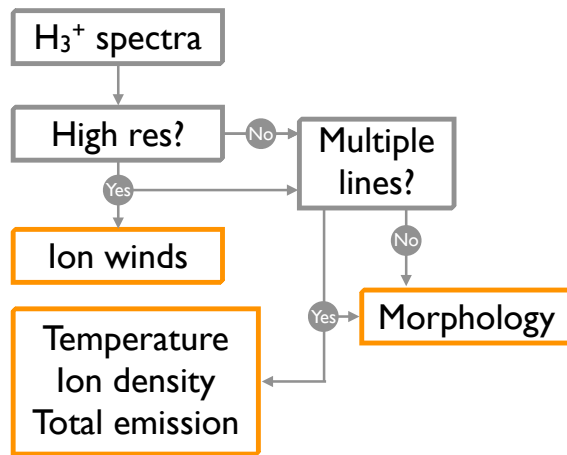 H₃⁺ spectra
High res?
No
Multiple
lines?
Yes
Ion winds
No
Yes
Morphology
Temperature
Ion density
Total emission